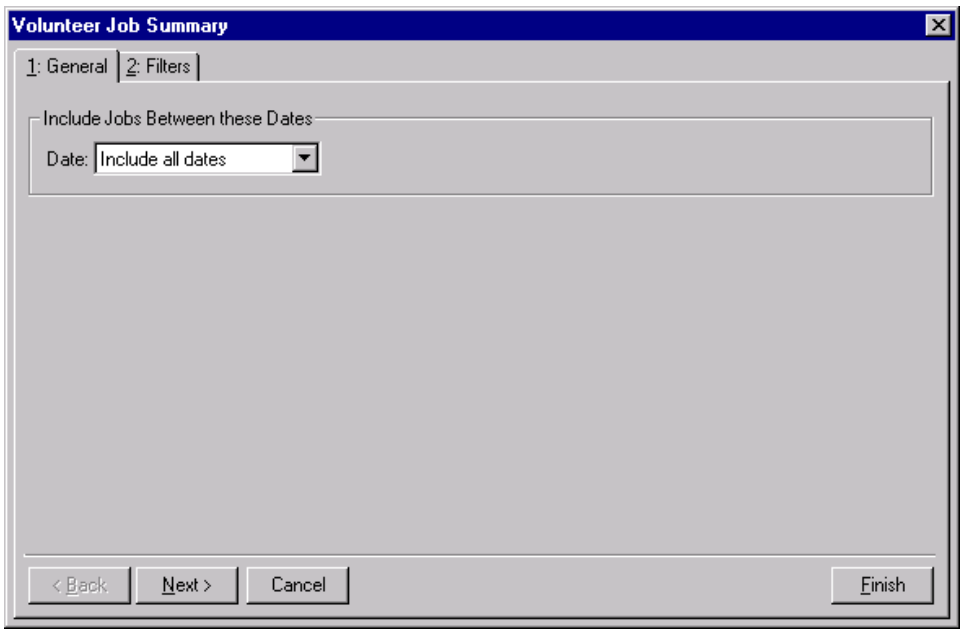 Volunteer Job Summary
1: General 2: Filters
Include Jobs Between these Dates
Date: Include all dates
< Back Next > Cancel Finish